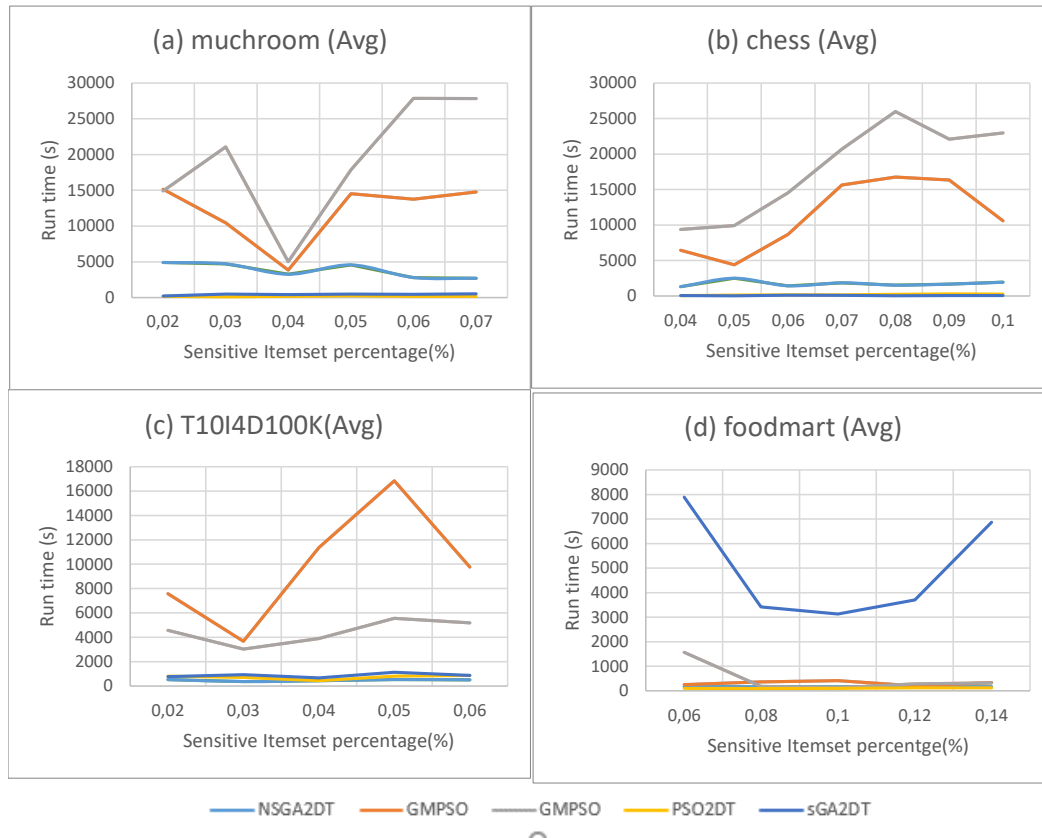 (a) muchroom (Avg)
30000
25000
20000
15000
10000
5000
0
Run time (s)
0,02 0,03 0,04 0,05 0,06 0,07
Sensitive Itemset percentage(%)
(b) chess (Avg)
30000
25000
20000
15000
10000
5000
0
Run time (s)
0,04 0,05 0,06 0,07 0,08 0,09 0,1
Sensitive Itemset percentage(%)
(c) T10I4D100K(Avg)
18000
16000
14000
12000
10000
8000
6000
4000
2000
0
Run time (s)
0,02 0,03 0,04 0,05 0,06
Sensitive Itemset percentage(%)
(d) foodmart (Avg)
9000
8000
7000
6000
5000
4000
3000
2000
1000
0
Run time (s)
0,06 0,08 0,1 0,12 0,14
Sensitive Itemset percentge(%)
NSGA2DT GMPSO GMPSO PSO2DT sGA2DT